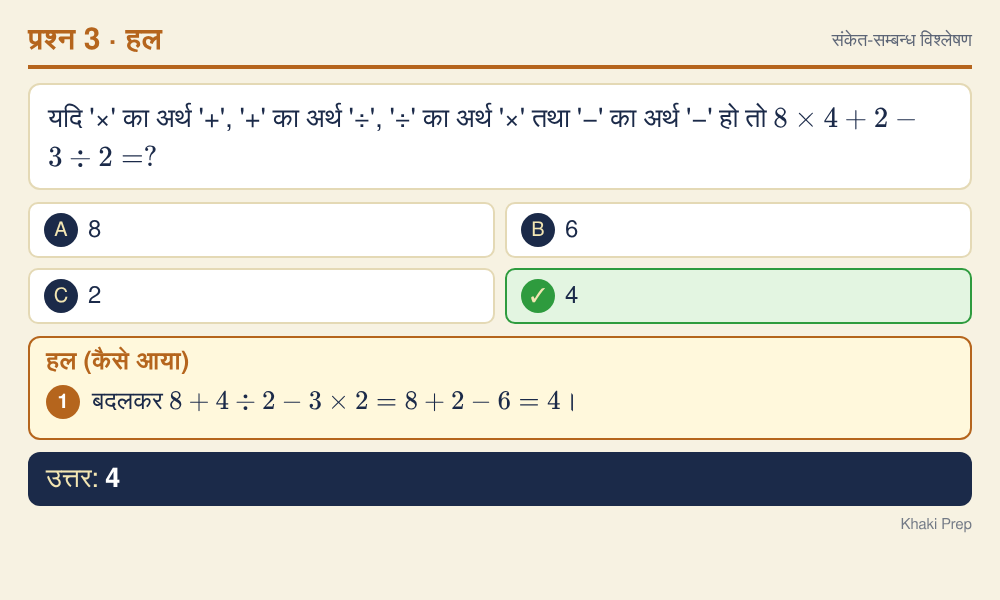 प्रश्न 3 · हल
संकेत-सम्बन्ध विश्लेषण
यदि '×' का अर्थ '+', '+' का अर्थ '÷', '÷' का अर्थ '×' तथा '−' का अर्थ '−' हो तो 8 × 4 + 2 −
3 ÷ 2 =?
A 8
B 6
C 2
✓ 4
हल (कैसे आया)
1 बदलकर 8 + 4 ÷ 2 − 3 × 2 = 8 + 2 − 6 = 4।
उत्तर: 4
Khaki Prep